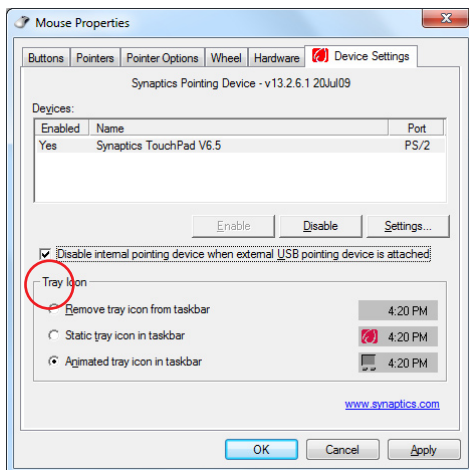 Mouse Properties
Buttons Pointers Pointer Options Wheel Hardware Device Settings
Synaptics Pointing Device - v13.2.6.1 20Jul09
Devices:
Enabled Name Port
Yes Synaptics TouchPad V6.5 PS/2
Enable Disable Settings...
Disable internal pointing device when external USB pointing device is attached
Tray Icon
Remove tray icon from taskbar 4:20 PM
Static tray icon in taskbar 4:20 PM
Animated tray icon in taskbar 4:20 PM
www.synaptics.com
OK Cancel Apply